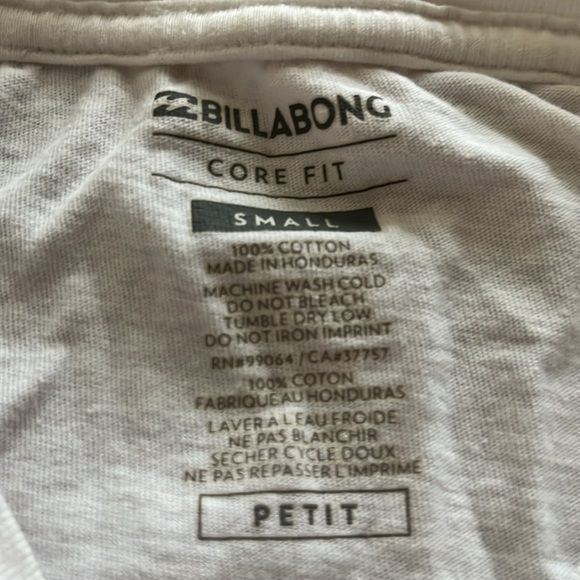 BILLABONG
CORE FIT
SMALL
100% COTTON
MADE IN HONDURAS
MACHINE WASH COLD
DO NOT BLEACH
TUMBLE DRY LOW
DO NOT IRON IMPRINT
RN#99064 / CA#37757
100% COTON
FABRIQUE AU HONDURAS
LAVER A L'EAU FROIDE
NE PAS BLANCHIR
SECHER CYCLE DOUX
NE PAS REPASSER L'IMPRIME
PETIT